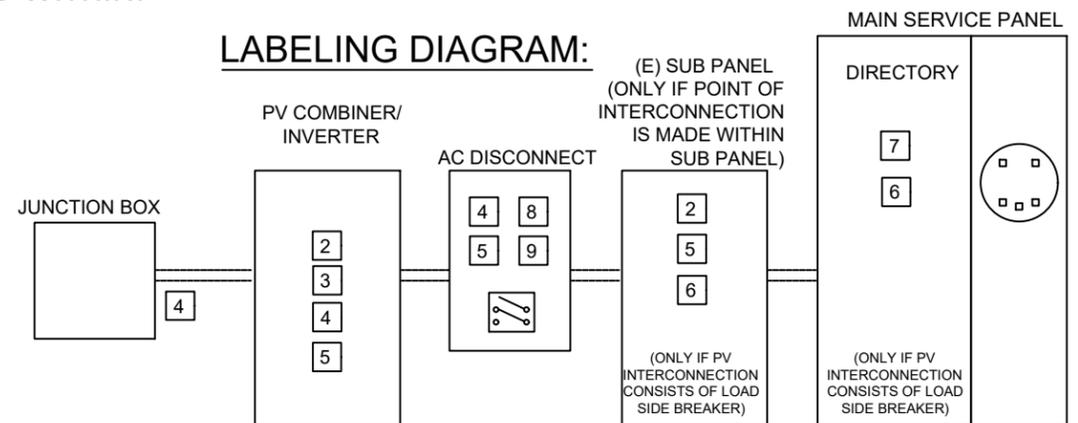 MAIN SERVICE PANEL
LABELING DIAGRAM:
(E) SUB PANEL
(ONLY IF POINT OF
INTERCONNECTION
IS MADE WITHIN
SUB PANEL)
DIRECTORY
PV COMBINER/
INVERTER
AC DISCONNECT
JUNCTION BOX
4
2
3
4
5
4 8
5 9
2
5
6
(ONLY IF PV
INTERCONNECTION
CONSISTS OF LOAD
SIDE BREAKER)
7
6
(ONLY IF PV
INTERCONNECTION
CONSISTS OF LOAD
SIDE BREAKER)